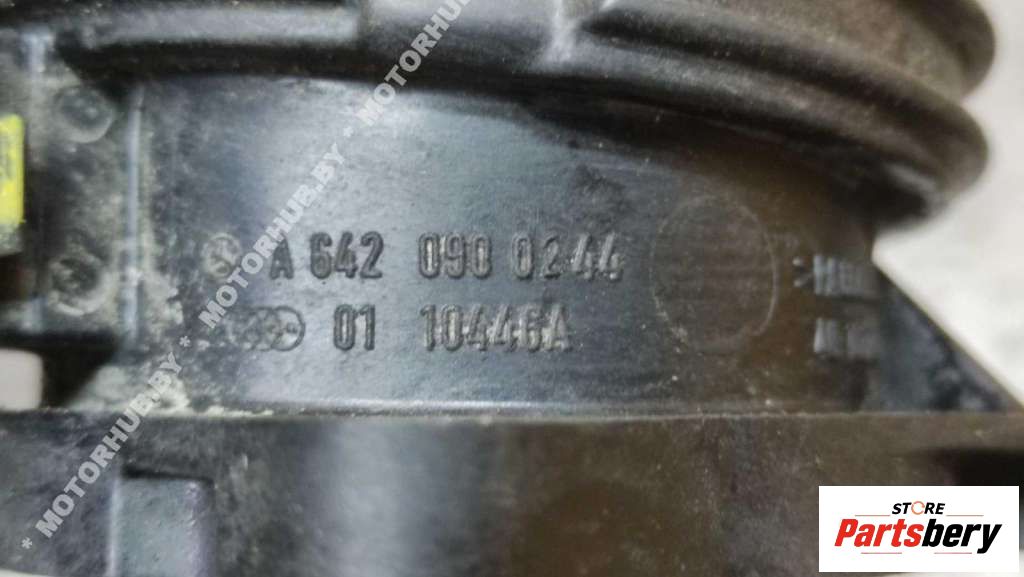 * MOTORHUB.BY * MOTORHUB.BY * MOTORHUB.BY
A 642 090 0244
01 10446A
STORE
Partsbery